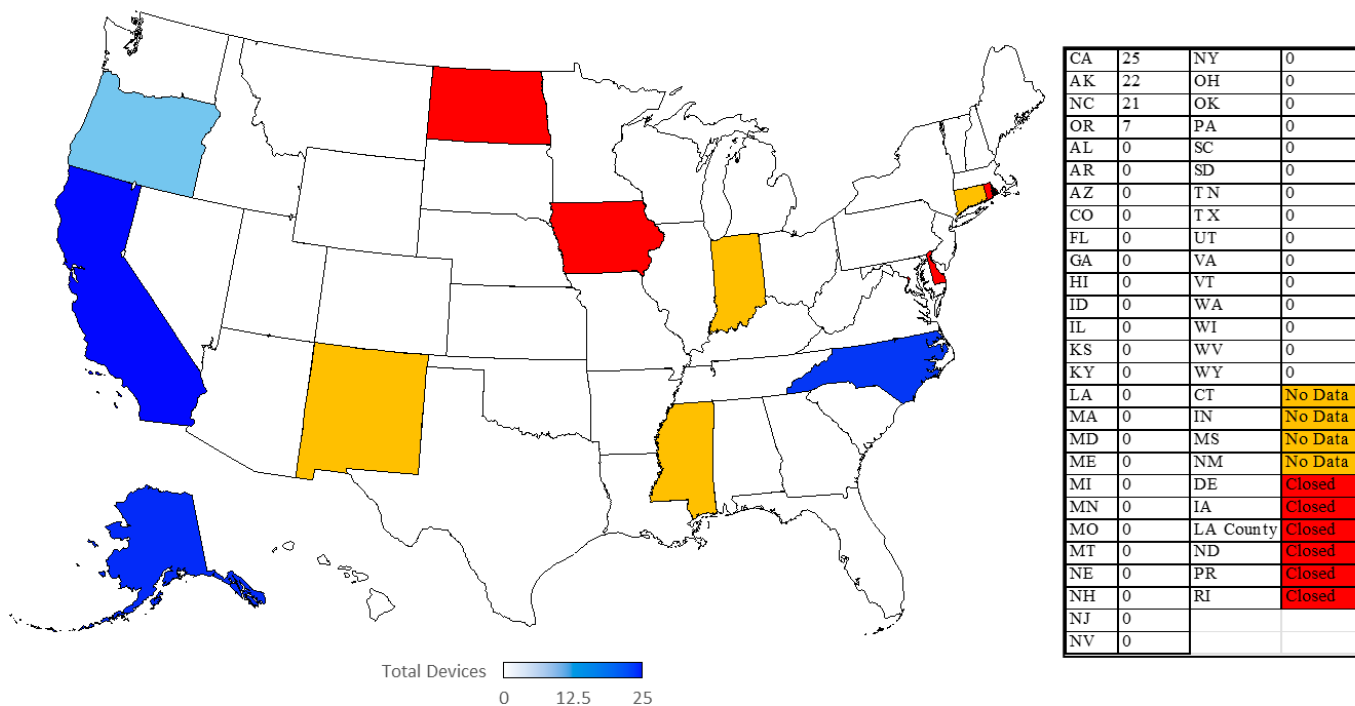 CA 25 NY 0
AK 22 OH 0
NC 21 OK 0
OR 7 PA 0
AL 0 SC 0
AR 0 SD 0
AZ 0 TN 0
CO 0 TX 0
FL 0 UT 0
GA 0 VA 0
HI 0 VT 0
ID 0 WA 0
IL 0 WI 0
KS 0 WV 0
KY 0 WY 0
LA 0 CT No Data
MA 0 IN No Data
MD 0 MS No Data
ME 0 NM No Data
MI 0 DE Closed
MN 0 IA Closed
MO 0 LA County Closed
MT 0 ND Closed
NE 0 PR Closed
NH 0 RI Closed
NJ 0
NV 0
Total Devices
0 12.5 25